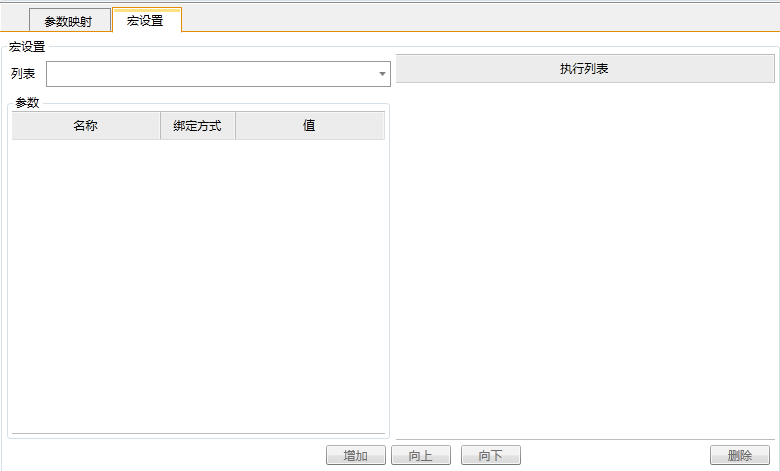 参数映射 宏设置
宏设置
列表
执行列表
参数
名称 绑定方式 值
增加 向上 向下 删除